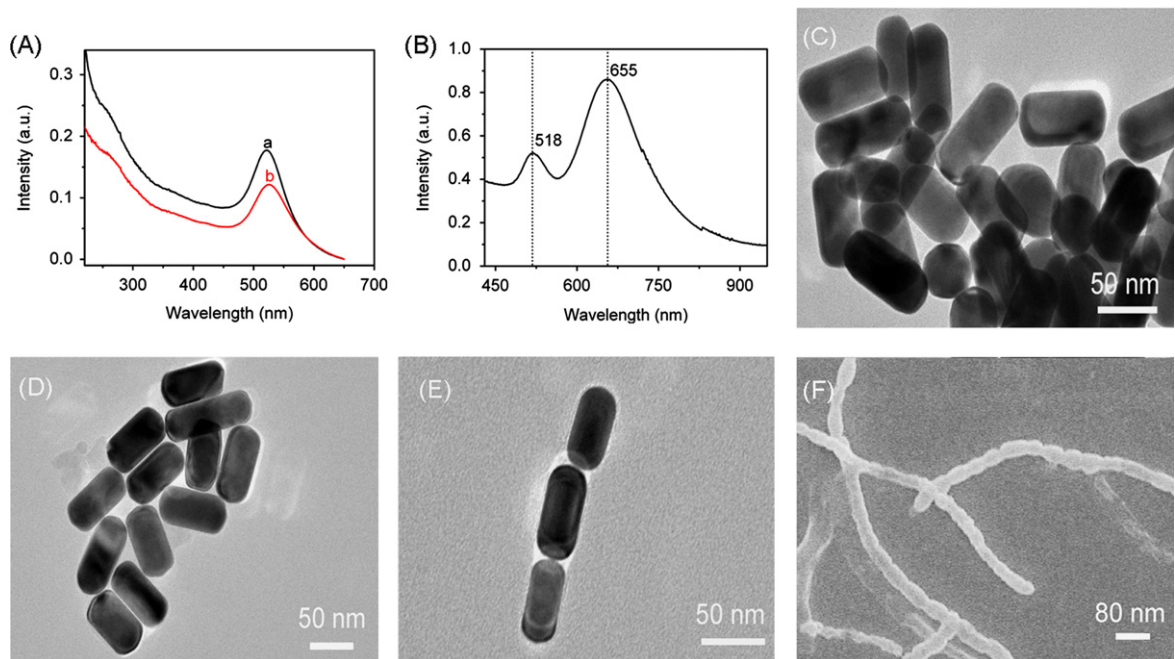 (A)
Intensity (a.u.)
0.3
0.2
0.1
0.0
a
b
300 400 500 600 700
Wavelength (nm)
(B)
Intensity (a.u.)
1.0
0.8
0.6
0.4
0.2
0.0
518
655
450 600 750 900
Wavelength (nm)
(C)
50 nm
(D)
50 nm
(E)
50 nm
(F)
80 nm